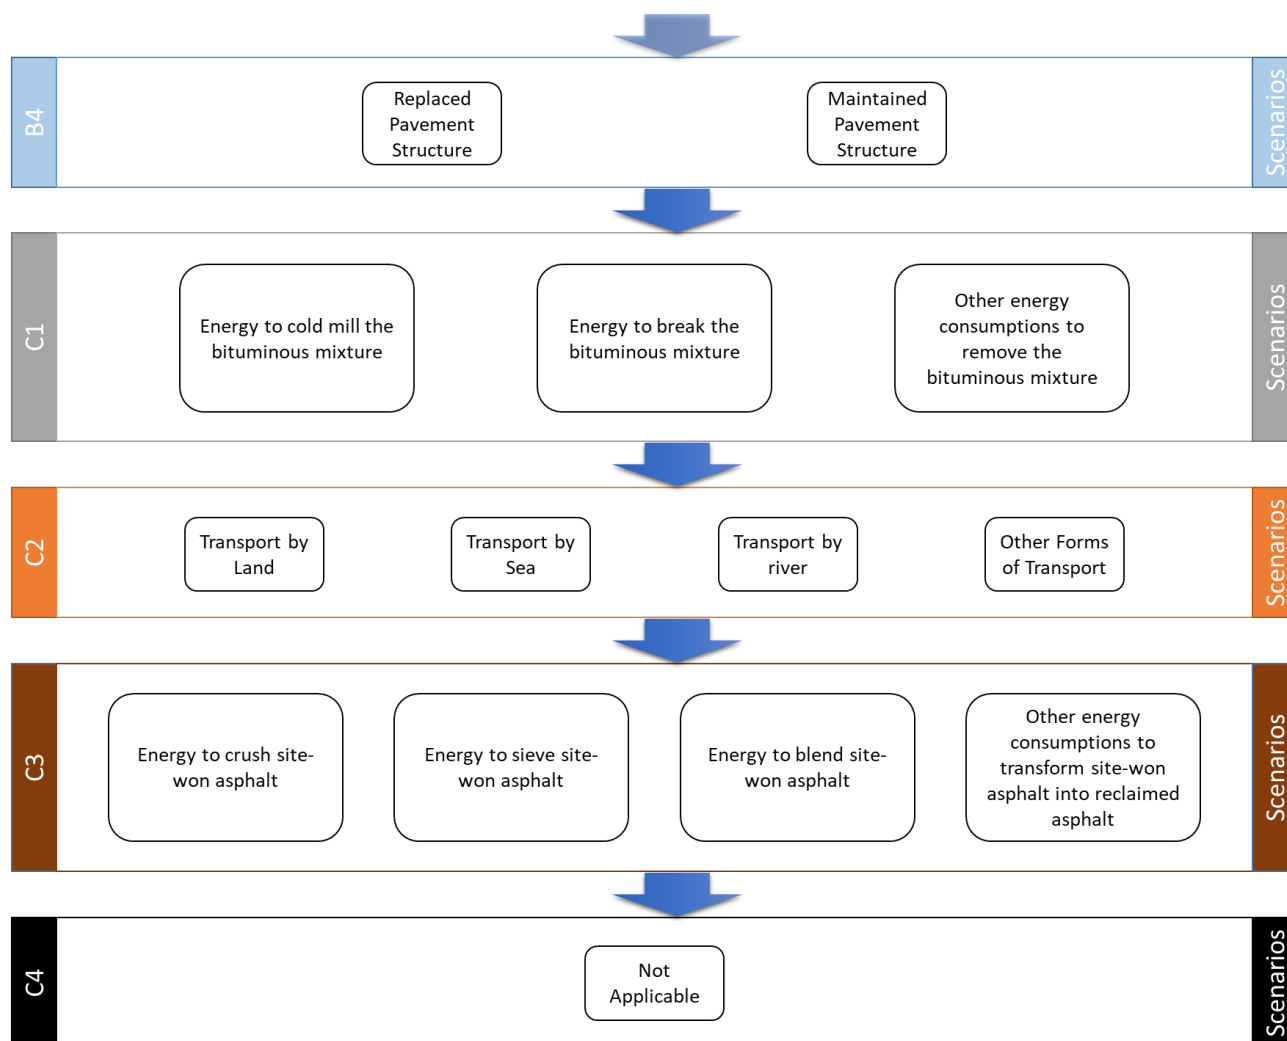 B4
Replaced
Pavement
Structure
Maintained
Pavement
Structure
Scenarios
C1
Energy to cold mill the
bituminous mixture
Energy to break the
bituminous mixture
Other energy
consumptions to
remove the
bituminous mixture
Scenarios
C2
Transport by
Land
Transport by
Sea
Transport by
river
Other Forms
of Transport
Scenarios
C3
Energy to crush site-
won asphalt
Energy to sieve site-
won asphalt
Energy to blend site-
won asphalt
Other energy
consumptions to
transform site-won
asphalt into reclaimed
asphalt
Scenarios
C4
Not
Applicable
Scenarios